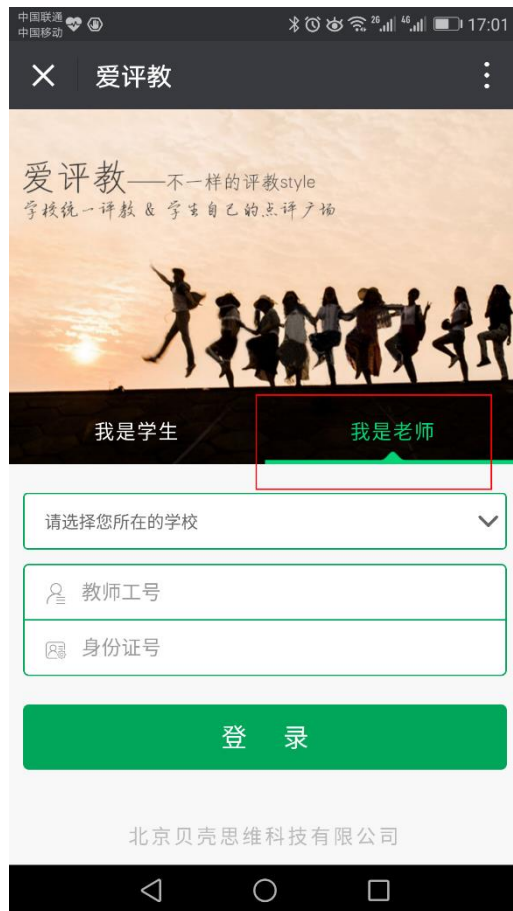 中国联通
中国移动
26 46 17:01
爱评教
爱评教——不一样的评教style
学校统一评教 & 学生自己的点评广场
我是学生 我是老师
请选择您所在的学校
教师工号
身份证号
登 录
北京贝壳思维科技有限公司